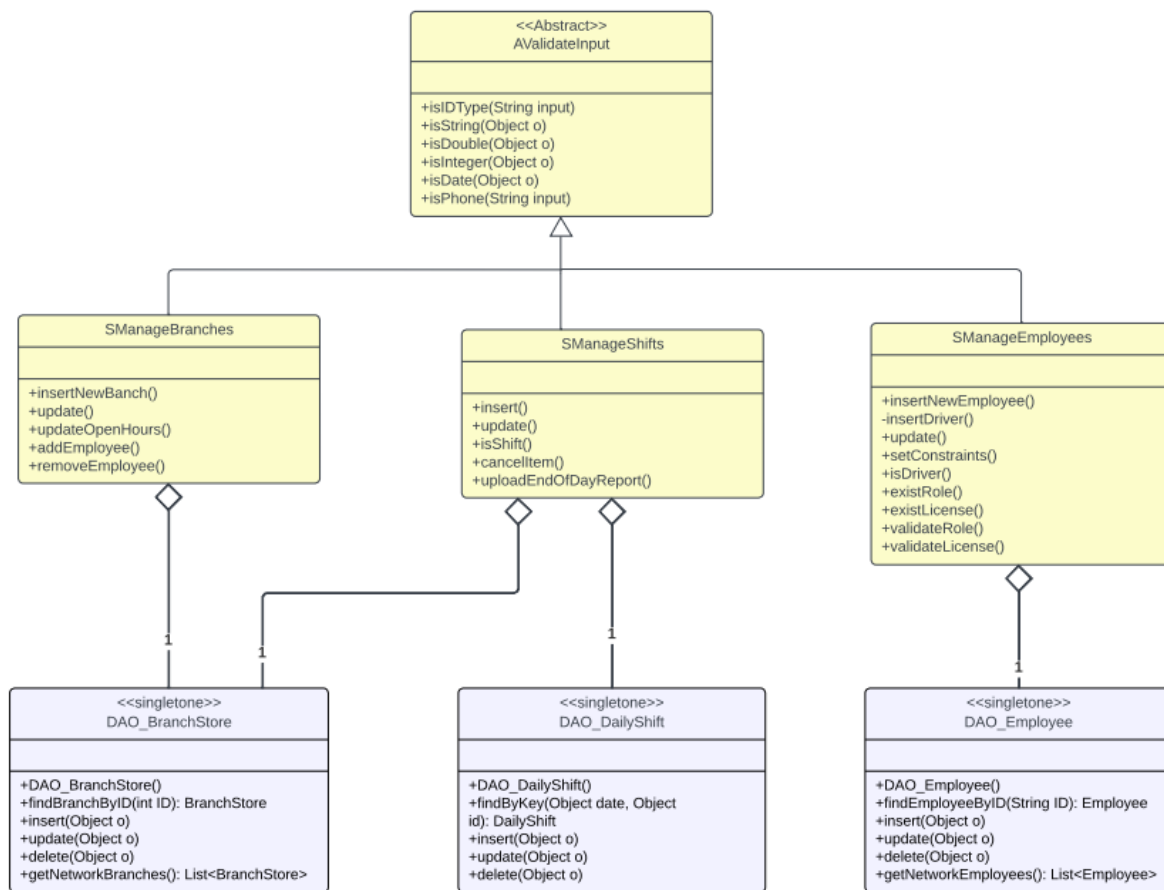 <<Abstract>>
AValidateInput
+isIDType(String input)
+isString(Object o)
+isDouble(Object o)
+isInteger(Object o)
+isDate(Object o)
+isPhone(String input)
SManageBranches
+insertNewBanch()
+update()
+updateOpenHours()
+addEmployee()
+removeEmployee()
SManageShifts
+insert()
+update()
+isShift()
+cancelItem()
+uploadEndOfDayReport()
SManageEmployees
+insertNewEmployee()
-insertDriver()
+update()
+setConstraints()
+isDriver()
+existRole()
+existLicense()
+validateRole()
+validateLicense()
1
1
1
1
<<singletone>>
DAO_BranchStore
+DAO_BranchStore()
+findBranchByID(int ID): BranchStore
+insert(Object o)
+update(Object o)
+delete(Object o)
+getNetworkBranches(): List<BranchStore>
<<singletone>>
DAO_DailyShift
+DAO_DailyShift()
+findByKey(Object date, Object
id): DailyShift
+insert(Object o)
+update(Object o)
+delete(Object o)
<<singletone>>
DAO_Employee
+DAO_Employee()
+findEmployeeByID(String ID): Employee
+insert(Object o)
+update(Object o)
+delete(Object o)
+getNetworkEmployees(): List<Employee>